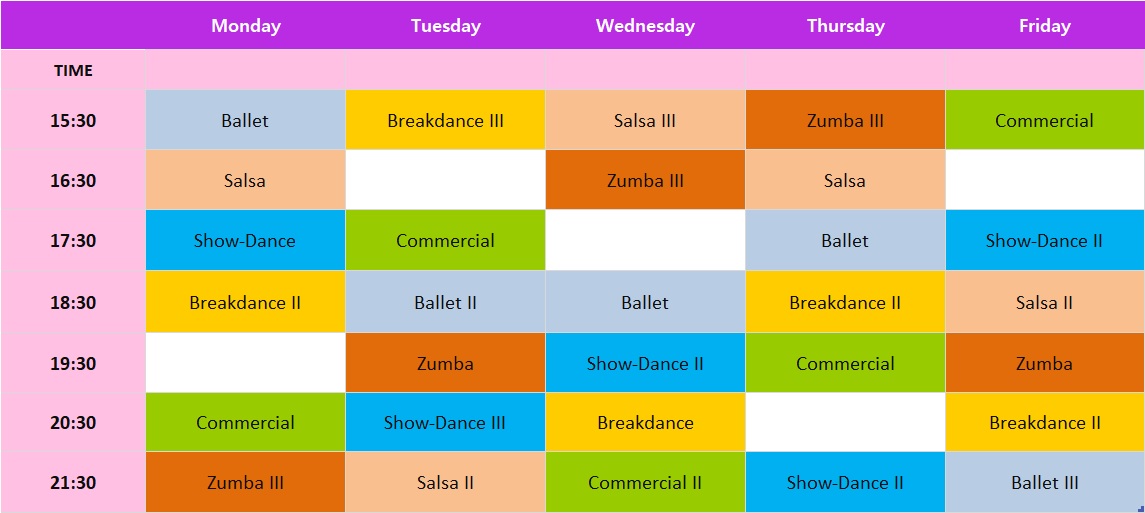 Monday Tuesday Wednesday Thursday Friday
TIME
15:30 Ballet Breakdance III Salsa III Zumba III Commercial
16:30 Salsa Zumba III Salsa
17:30 Show-Dance Commercial Ballet Show-Dance II
18:30 Breakdance II Ballet II Ballet Breakdance II Salsa II
19:30 Zumba Show-Dance II Commercial Zumba
20:30 Commercial Show-Dance III Breakdance Breakdance II
21:30 Zumba III Salsa II Commercial II Show-Dance II Ballet III